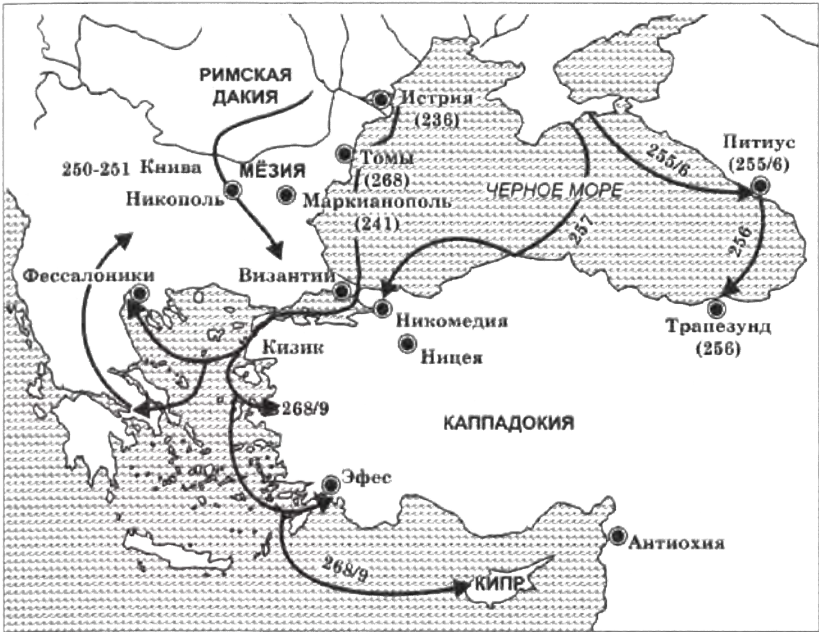 РИМСКАЯ
ДАКИЯ
Истрия
(236)
250-251 Книва
МЁЗИЯ
Томы
(268)
Питиус
(255/6)
255/6
Никополь
Маркианополь
(241)
ЧЕРНОЕ МОРЕ
257
256
Фессалоники
Византий
Никомедия
Трапезунд
(256)
Кизик
Ницея
268/9
КАППАДОКИЯ
Эфес
Антиохия
268/9
КИПР